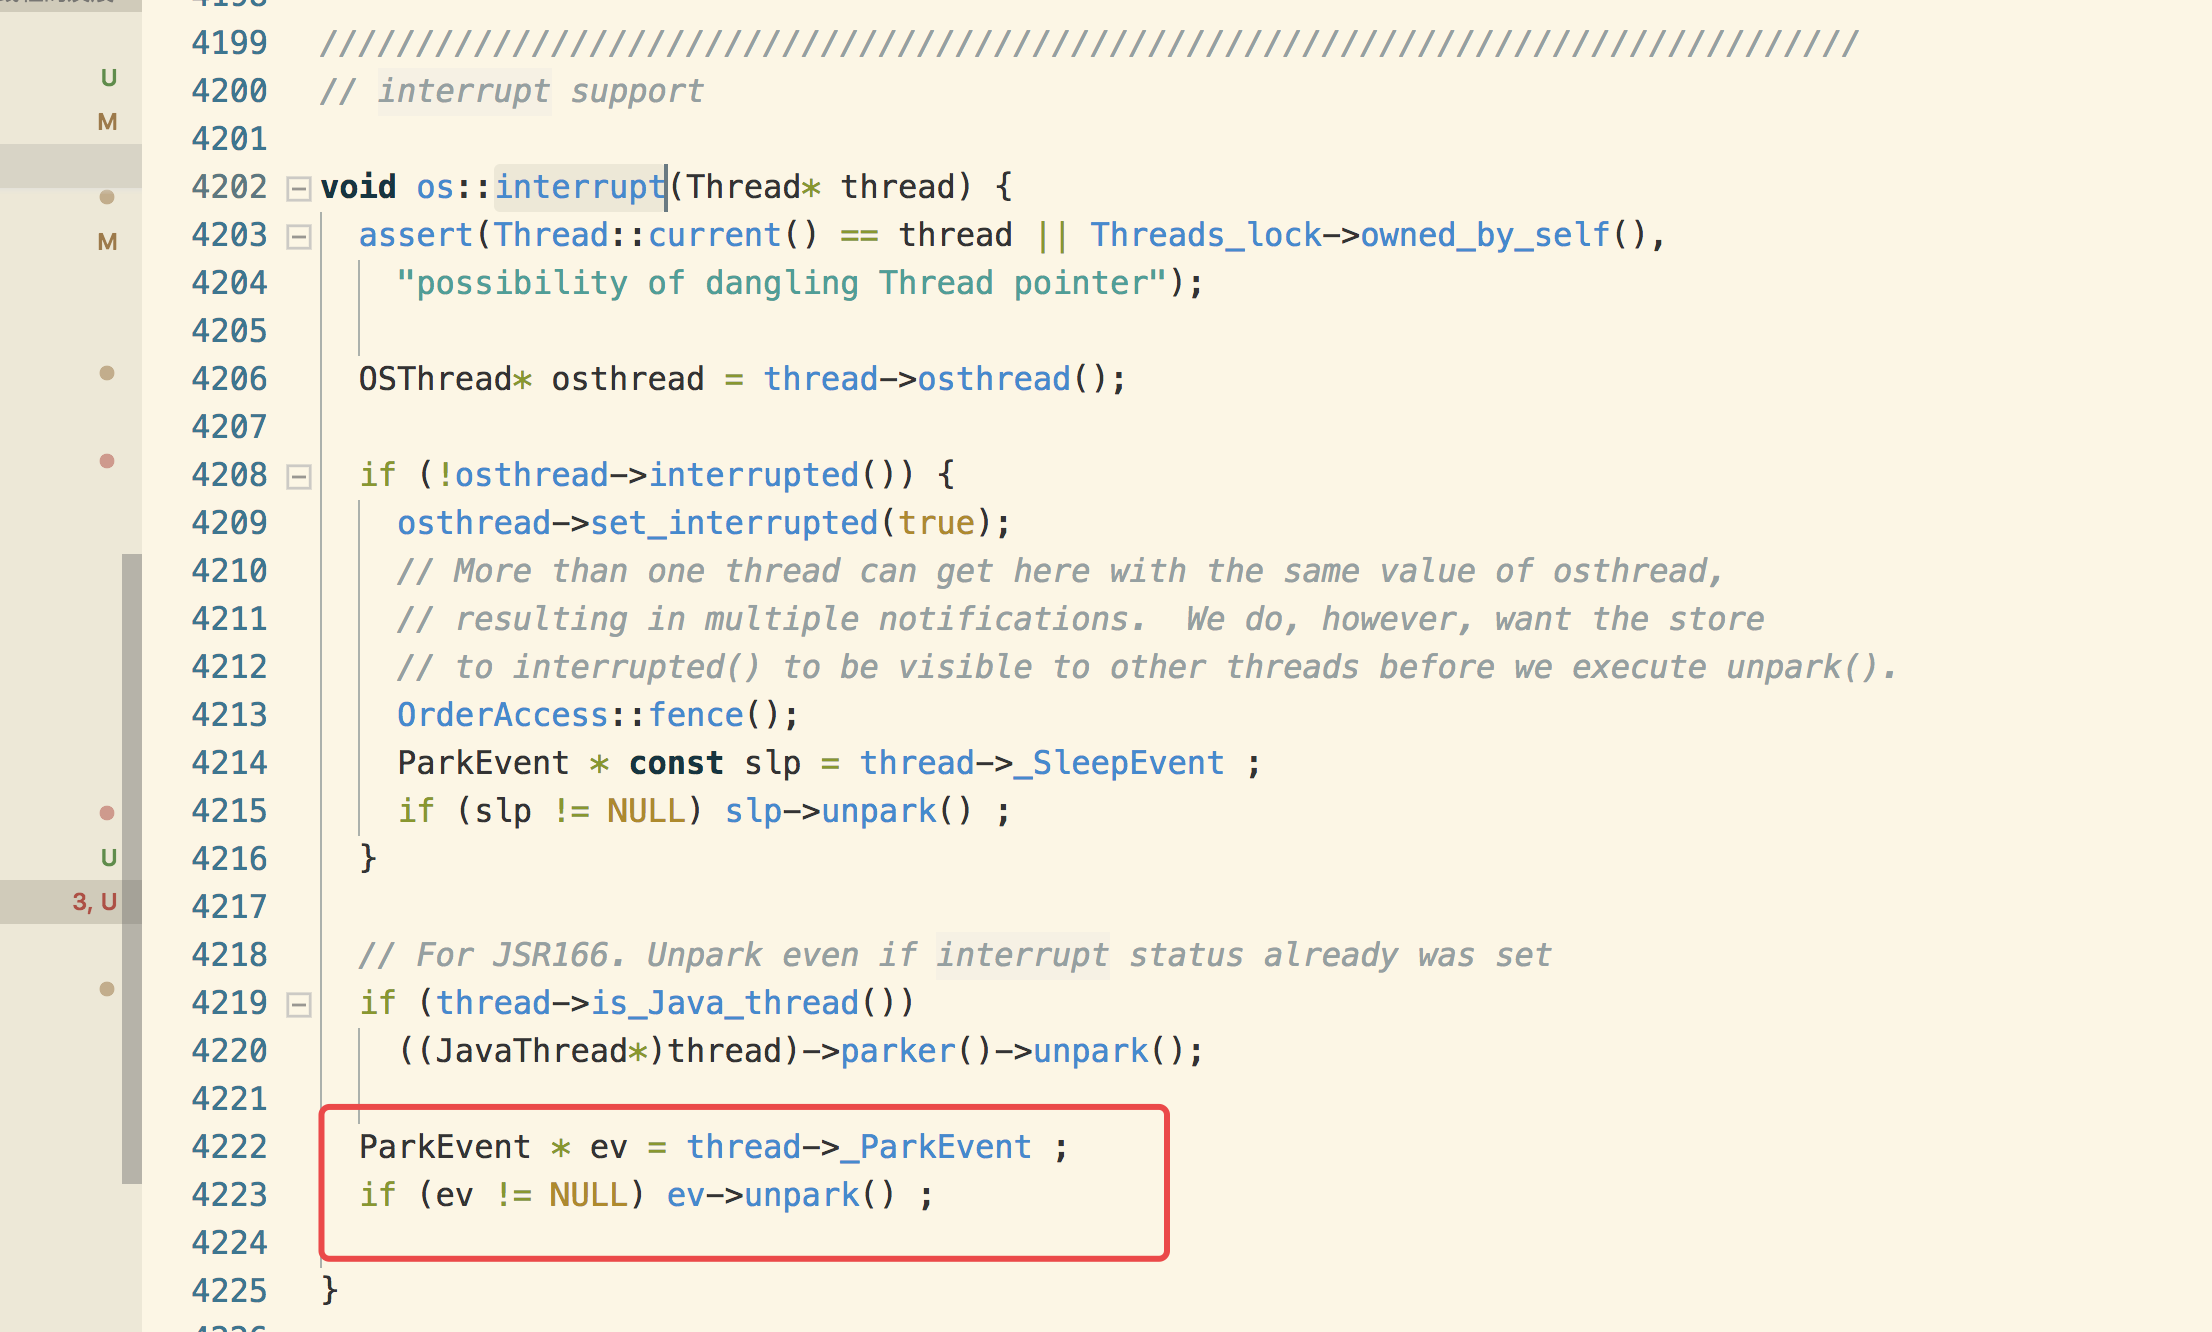 4199 ////////////////////////////////////////////////////////////////////////////////
U
4200 // interrupt support
M
4201
4202 void os::interrupt(Thread* thread) {
M
4203   assert(Thread::current() == thread || Threads_lock->owned_by_self(),
4204     "possibility of dangling Thread pointer");
4205
4206   OSThread* osthread = thread->osthread();
4207
4208   if (!osthread->interrupted()) {
4209     osthread->set_interrupted(true);
4210     // More than one thread can get here with the same value of osthread,
4211     // resulting in multiple notifications.  We do, however, want the store
4212     // to interrupted() to be visible to other threads before we execute unpark().
4213     OrderAccess::fence();
4214     ParkEvent * const slp = thread->_SleepEvent ;
4215     if (slp != NULL) slp->unpark() ;
U
4216   }
3, U
4217
4218   // For JSR166. Unpark even if interrupt status already was set
4219   if (thread->is_Java_thread())
4220     ((JavaThread*)thread)->parker()->unpark();
4221
4222   ParkEvent * ev = thread->_ParkEvent ;
4223   if (ev != NULL) ev->unpark() ;
4224
4225 }